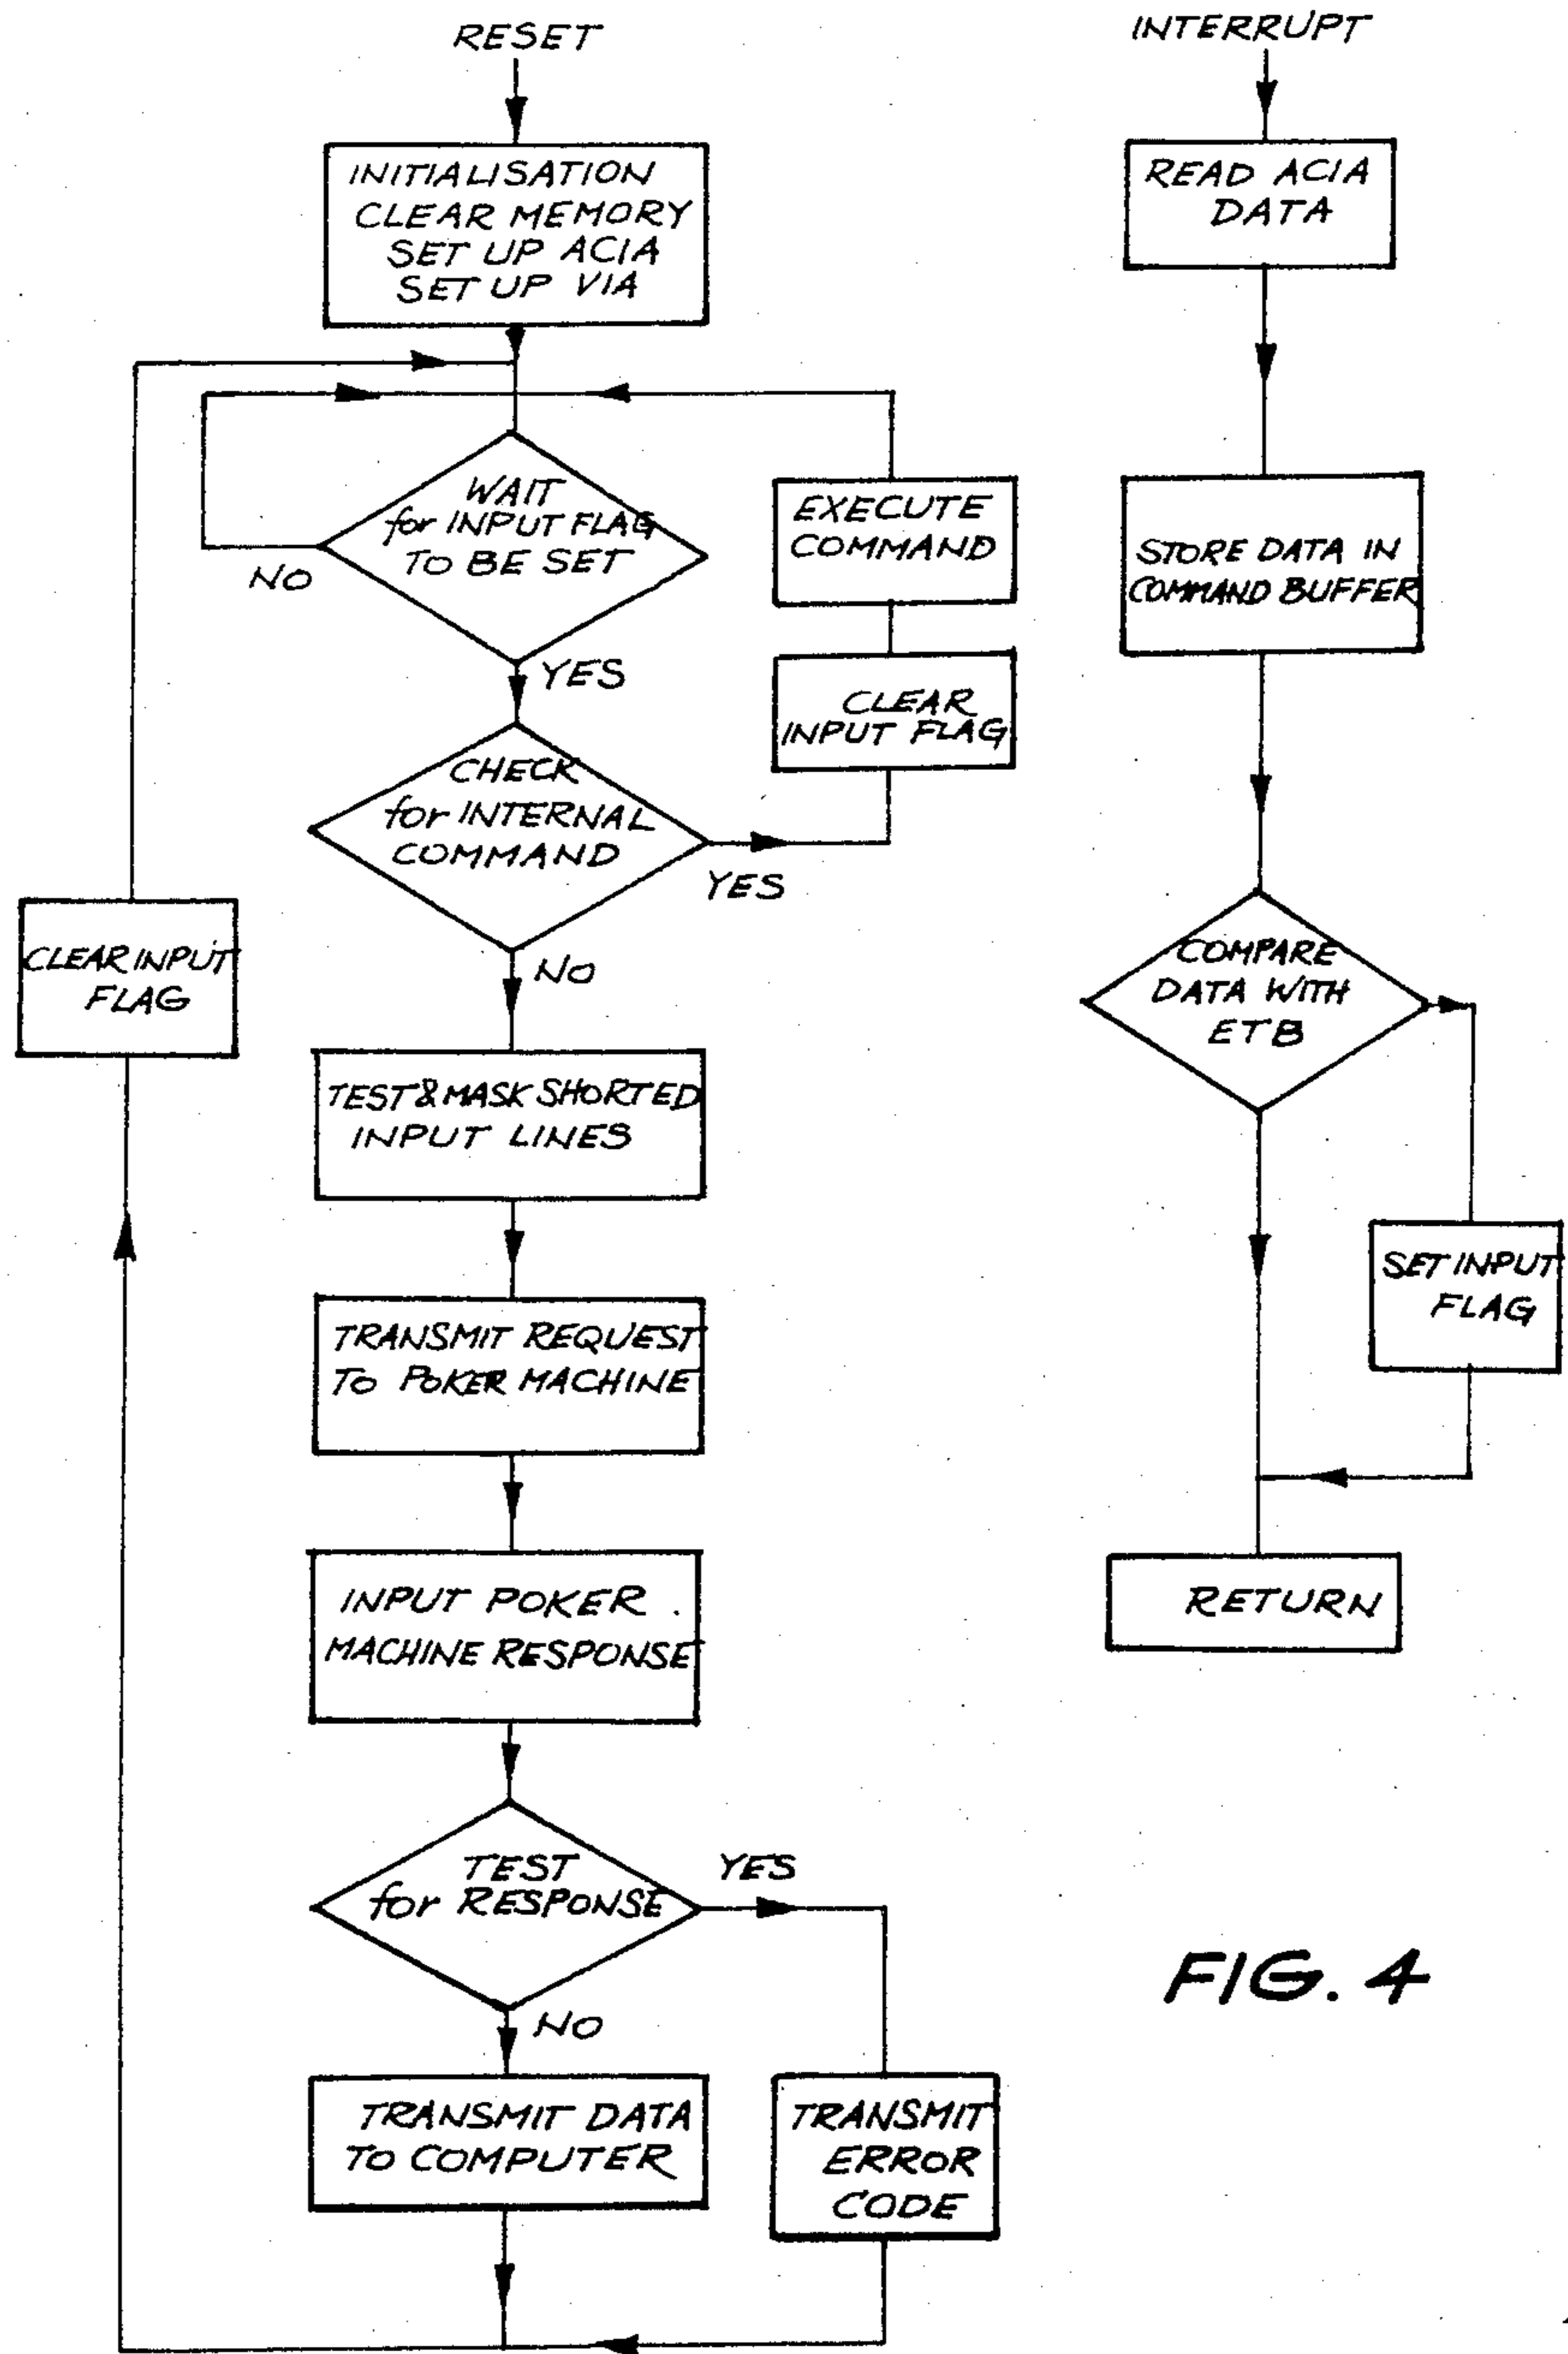 RESET
INITIALISATION
CLEAR MEMORY
SET UP ACIA
SET UP VIA
WAIT
for INPUT FLAG
TO BE SET
NO
YES
EXECUTE
COMMAND
CLEAR
INPUT FLAG
CHECK
for INTERNAL
COMMAND
YES
NO
CLEAR INPUT
FLAG
TEST & MASK SHORTED
INPUT LINES
TRANSMIT REQUEST
TO POKER MACHINE
INPUT POKER
MACHINE RESPONSE
TEST
for RESPONSE
YES
NO
TRANSMIT DATA
TO COMPUTER
TRANSMIT
ERROR
CODE
INTERRUPT
READ ACIA
DATA
STORE DATA IN
COMMAND BUFFER
COMPARE
DATA WITH
ETB
SET INPUT
FLAG
RETURN
FIG. 4